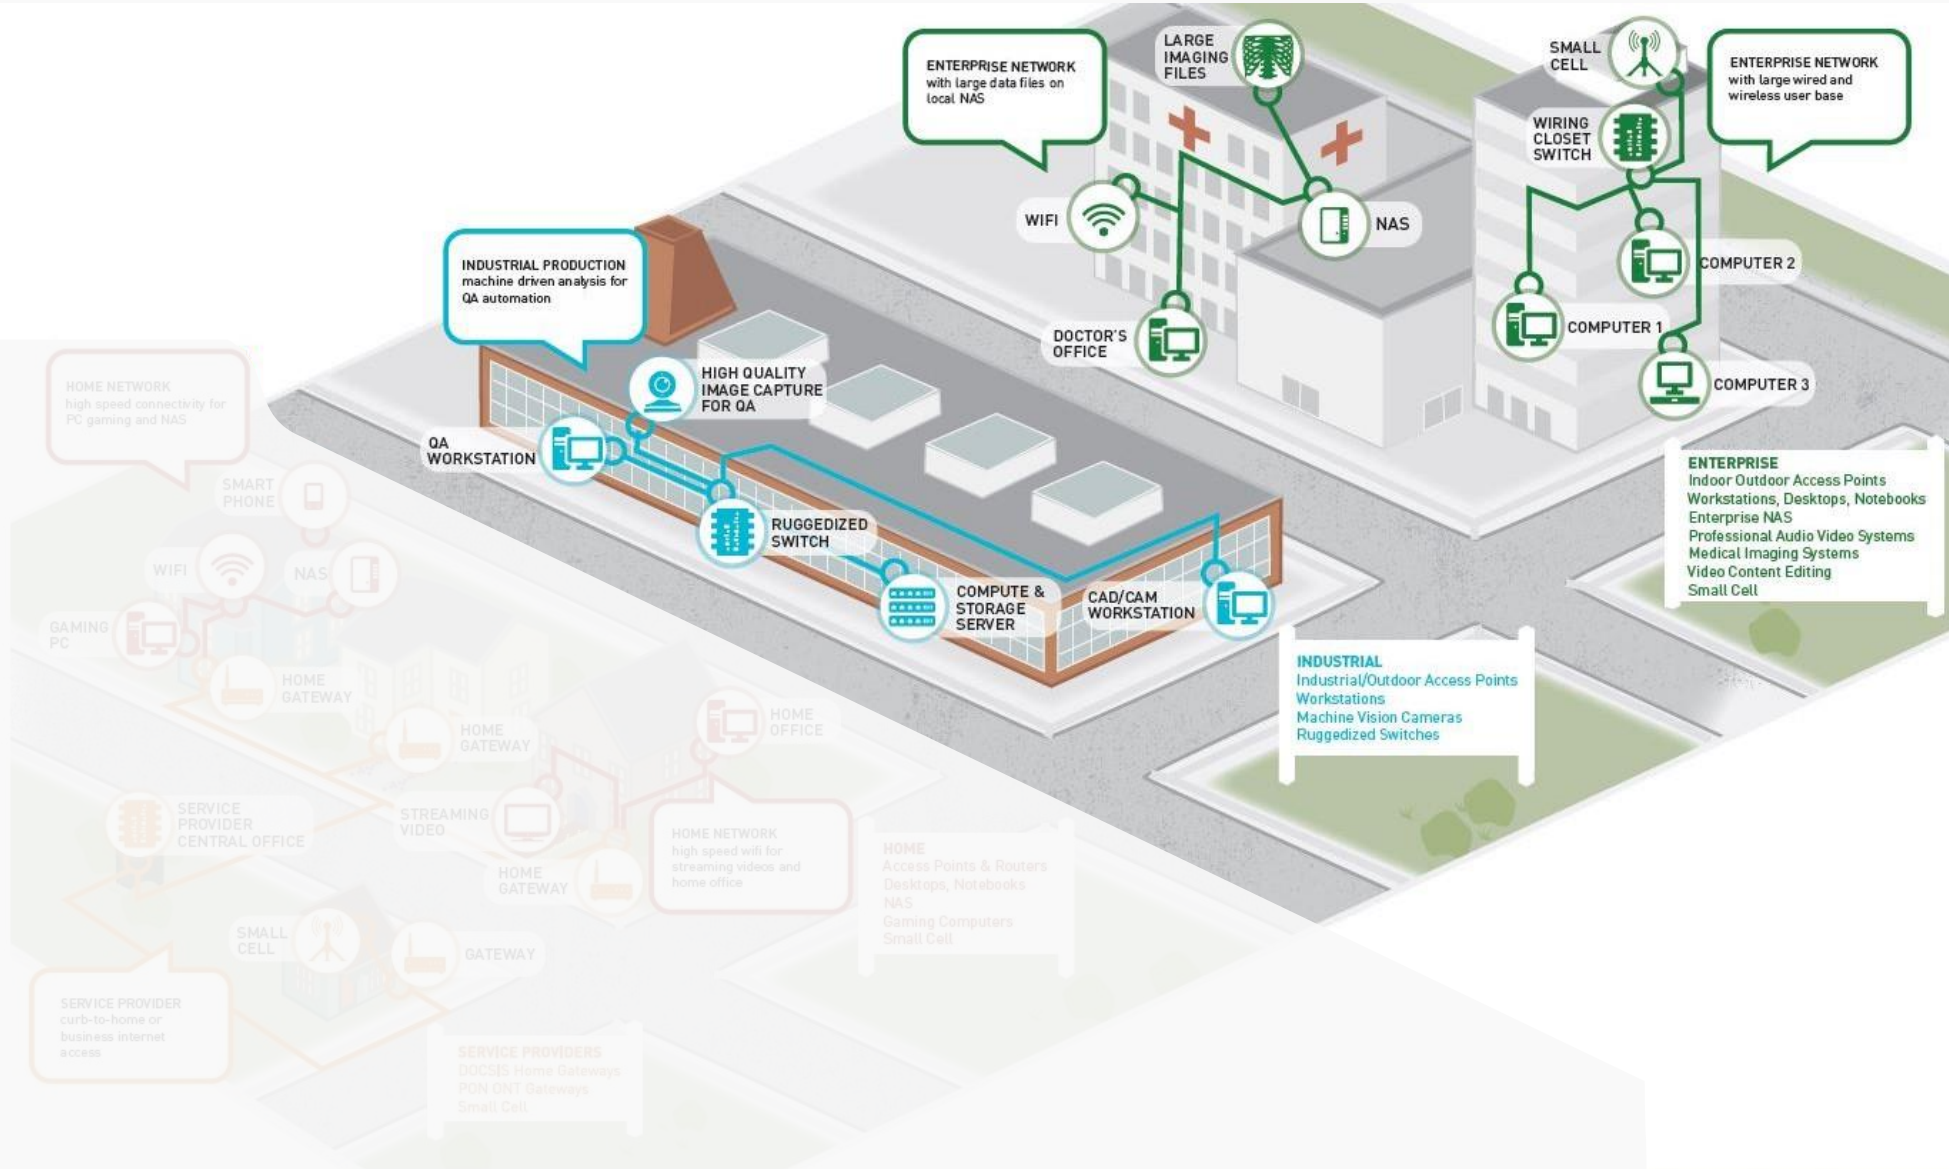 LARGE
IMAGING
FILES
ENTERPRISE NETWORK
with large data files on
local NAS
SMALL
CELL
ENTERPRISE NETWORK
with large wired and
wireless user base
WIRING
CLOSET
SWITCH
WIFI
NAS
COMPUTER 2
COMPUTER 1
COMPUTER 3
DOCTOR'S
OFFICE
INDUSTRIAL PRODUCTION
machine driven analysis for
QA automation
HIGH QUALITY
IMAGE CAPTURE
FOR QA
QA
WORKSTATION
RUGGEDIZED
SWITCH
COMPUTE &
STORAGE
SERVER
CAD/CAM
WORKSTATION
ENTERPRISE
Indoor Outdoor Access Points
Workstations, Desktops, Notebooks
Enterprise NAS
Professional Audio Video Systems
Medical Imaging Systems
Video Content Editing
Small Cell
INDUSTRIAL
Industrial/Outdoor Access Points
Workstations
Machine Vision Cameras
Ruggedized Switches
HOME NETWORK
high speed connectivity for
PC gaming and NAS
SMART
PHONE
WIFI
NAS
GAMING
PC
HOME
GATEWAY
HOME
GATEWAY
HOME
OFFICE
SERVICE
PROVIDER
CENTRAL OFFICE
STREAMING
VIDEO
HOME
GATEWAY
HOME NETWORK
high speed wifi for
streaming videos and
home office
HOME
Access Points & Routers
Desktops, Notebooks
NAS
Gaming Computers
Small Cell
SMALL
CELL
GATEWAY
SERVICE PROVIDER
curb-to-home or
business internet
access
SERVICE PROVIDERS
DOCSIS Home Gateways
PON ONT Gateways
Small Cell